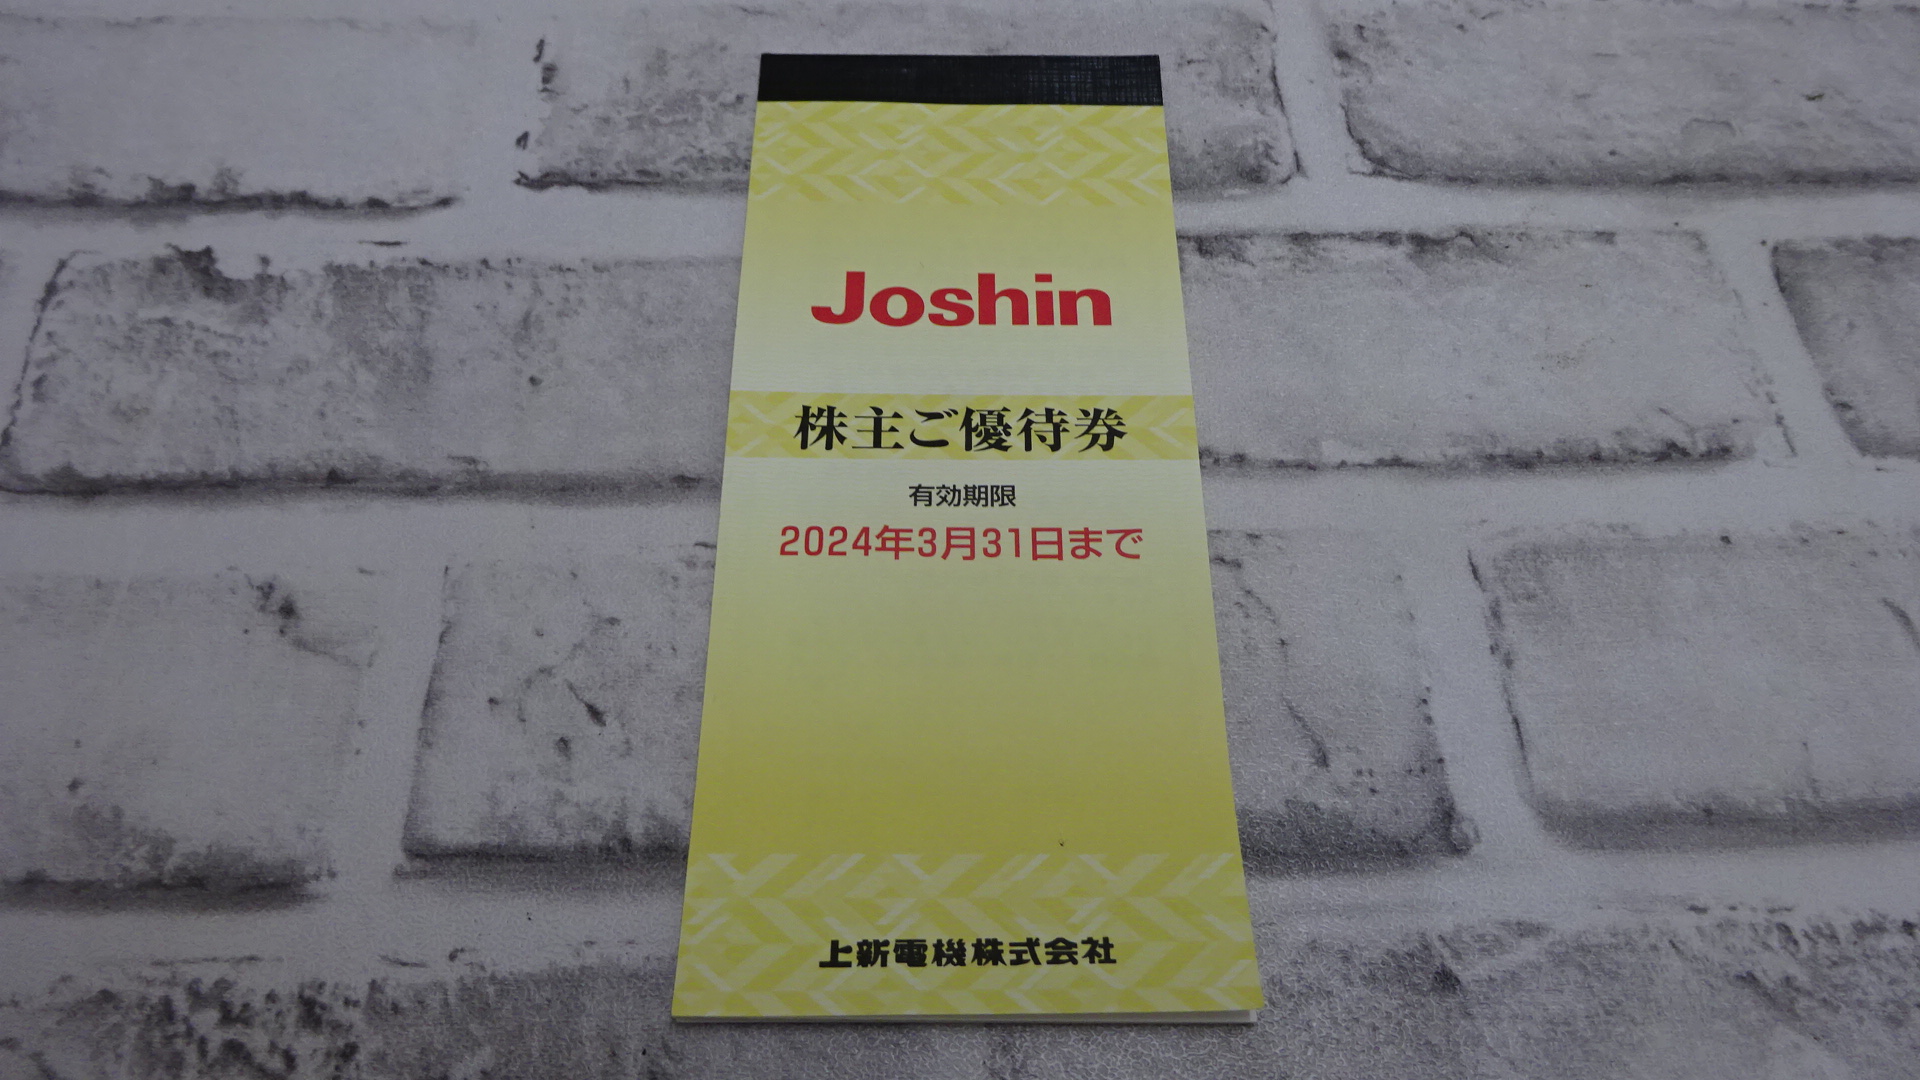 Joshin
株主ご優待券
有効期限
2024年3月31日まで
上新電機株式会社